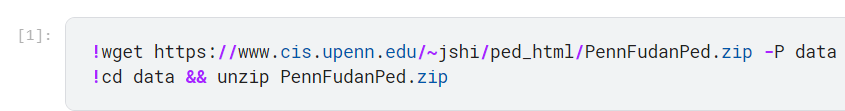 [1]:
!wget https://www.cis.upenn.edu/~jshi/ped_html/PennFudanPed.zip -P data
!cd data && unzip PennFudanPed.zip